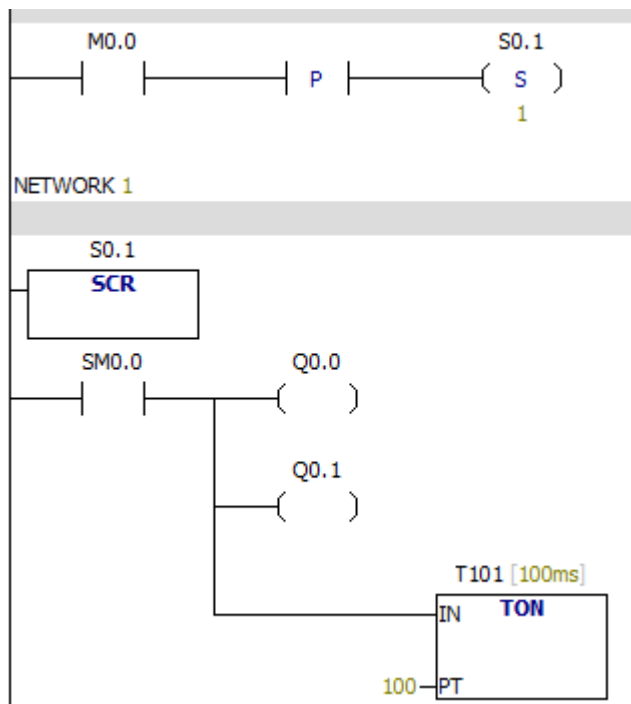 M0.0 S0.1
P S
1
NETWORK 1
S0.1
SCR
SM0.0 Q0.0
Q0.1
T101 [100ms]
IN TON
100 PT